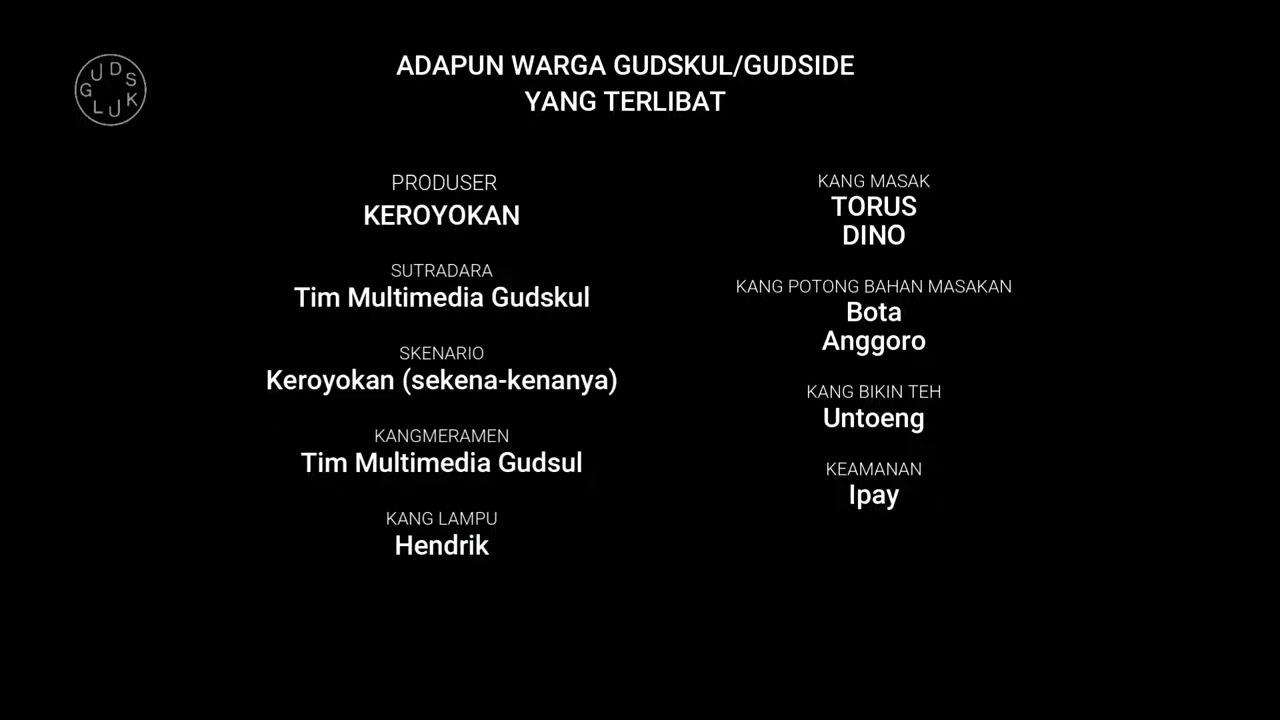 GUDSKUL
ADAPUN WARGA GUDSKUL/GUDSIDE
YANG TERLIBAT
PRODUSER
KEROYOKAN
SUTRADARA
Tim Multimedia Gudskul
SKENARIO
Keroyokan (sekena-kenanya)
KANGMERAMEN
Tim Multimedia Gudsul
KANG LAMPU
Hendrik
KANG MASAK
TORUS
DINO
KANG POTONG BAHAN MASAKAN
Bota
Anggoro
KANG BIKIN TEH
Untoeng
KEAMANAN
Ipay